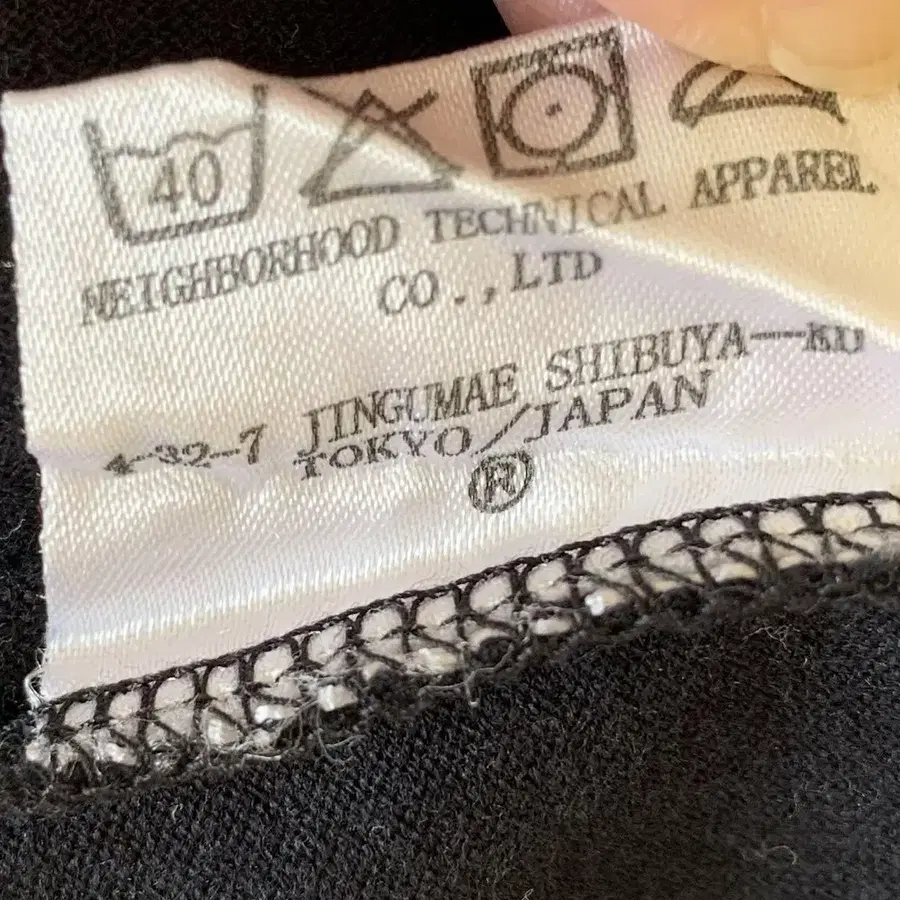 40
NEIGHBORHOOD TECHNICAL APPAREL
CO.,LTD
4-32-7 JINGUMAE SHIBUYA—KU
TOKYO/JAPAN
®